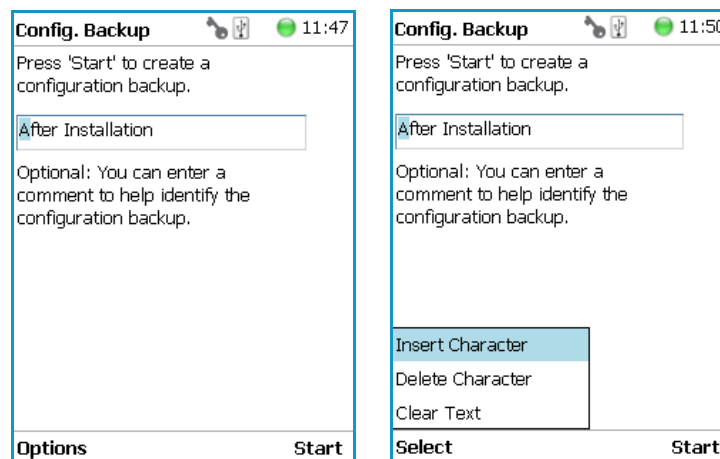 Config. Backup 11:47
Press 'Start' to create a
configuration backup.
After Installation
Optional: You can enter a
comment to help identify the
configuration backup.
Options Start
Config. Backup 11:50
Press 'Start' to create a
configuration backup.
After Installation
Optional: You can enter a
comment to help identify the
configuration backup.
Insert Character
Delete Character
Clear Text
Select Start